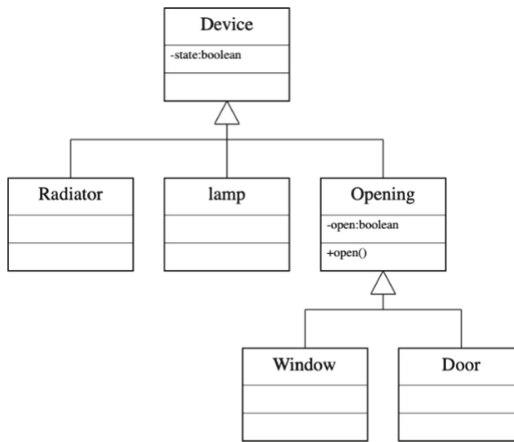 Device
-state:boolean
Radiator
lamp
Opening
-open:boolean
+open()
Window
Door